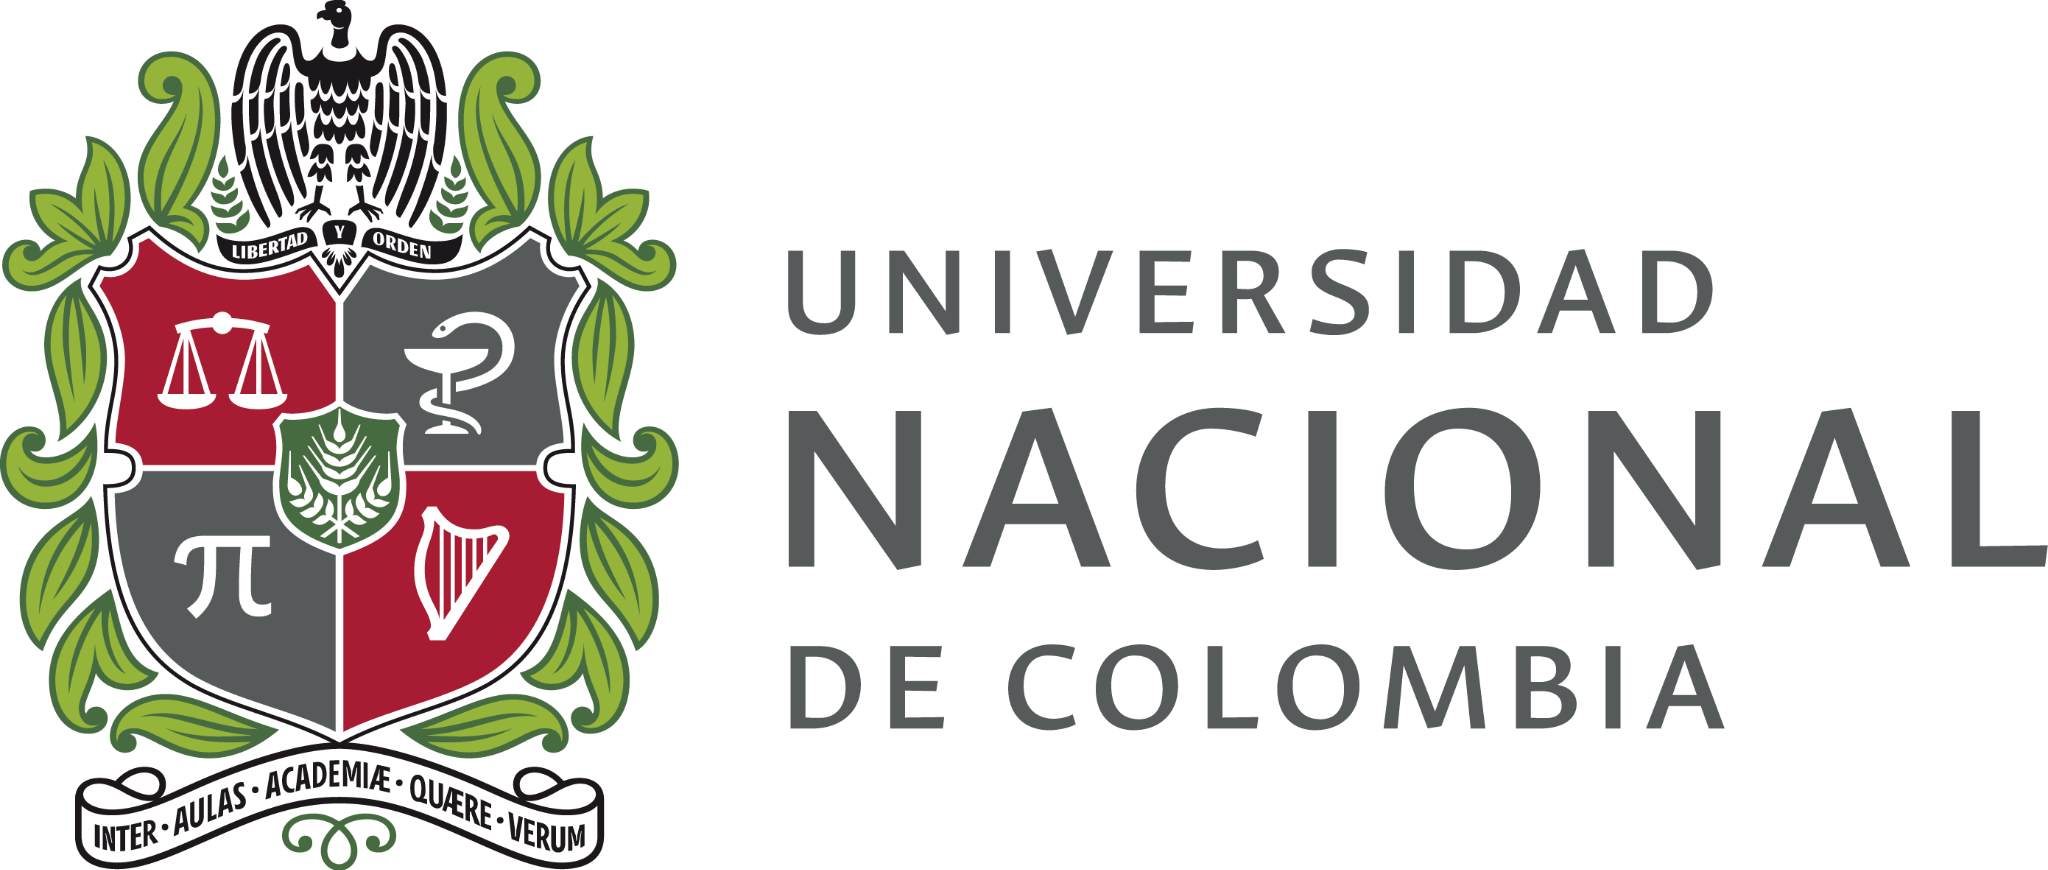 LIBERTAD Y ORDEN
UNIVERSIDAD
NACIONAL
DE COLOMBIA
π
INTER · AULAS · ACADEMIÆ · QUÆRE · VERUM